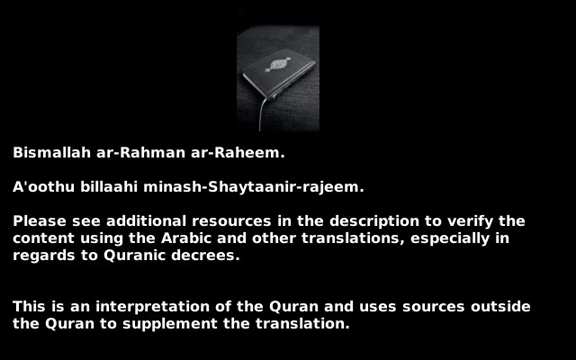 Bismallah ar-Rahman ar-Raheem.
A'oothu billaahi minash-Shaytaanir-rajeem.
Please see additional resources in the description to verify the
content using the Arabic and other translations, especially in
regards to Quranic decrees.
This is an interpretation of the Quran and uses sources outside
the Quran to supplement the translation.